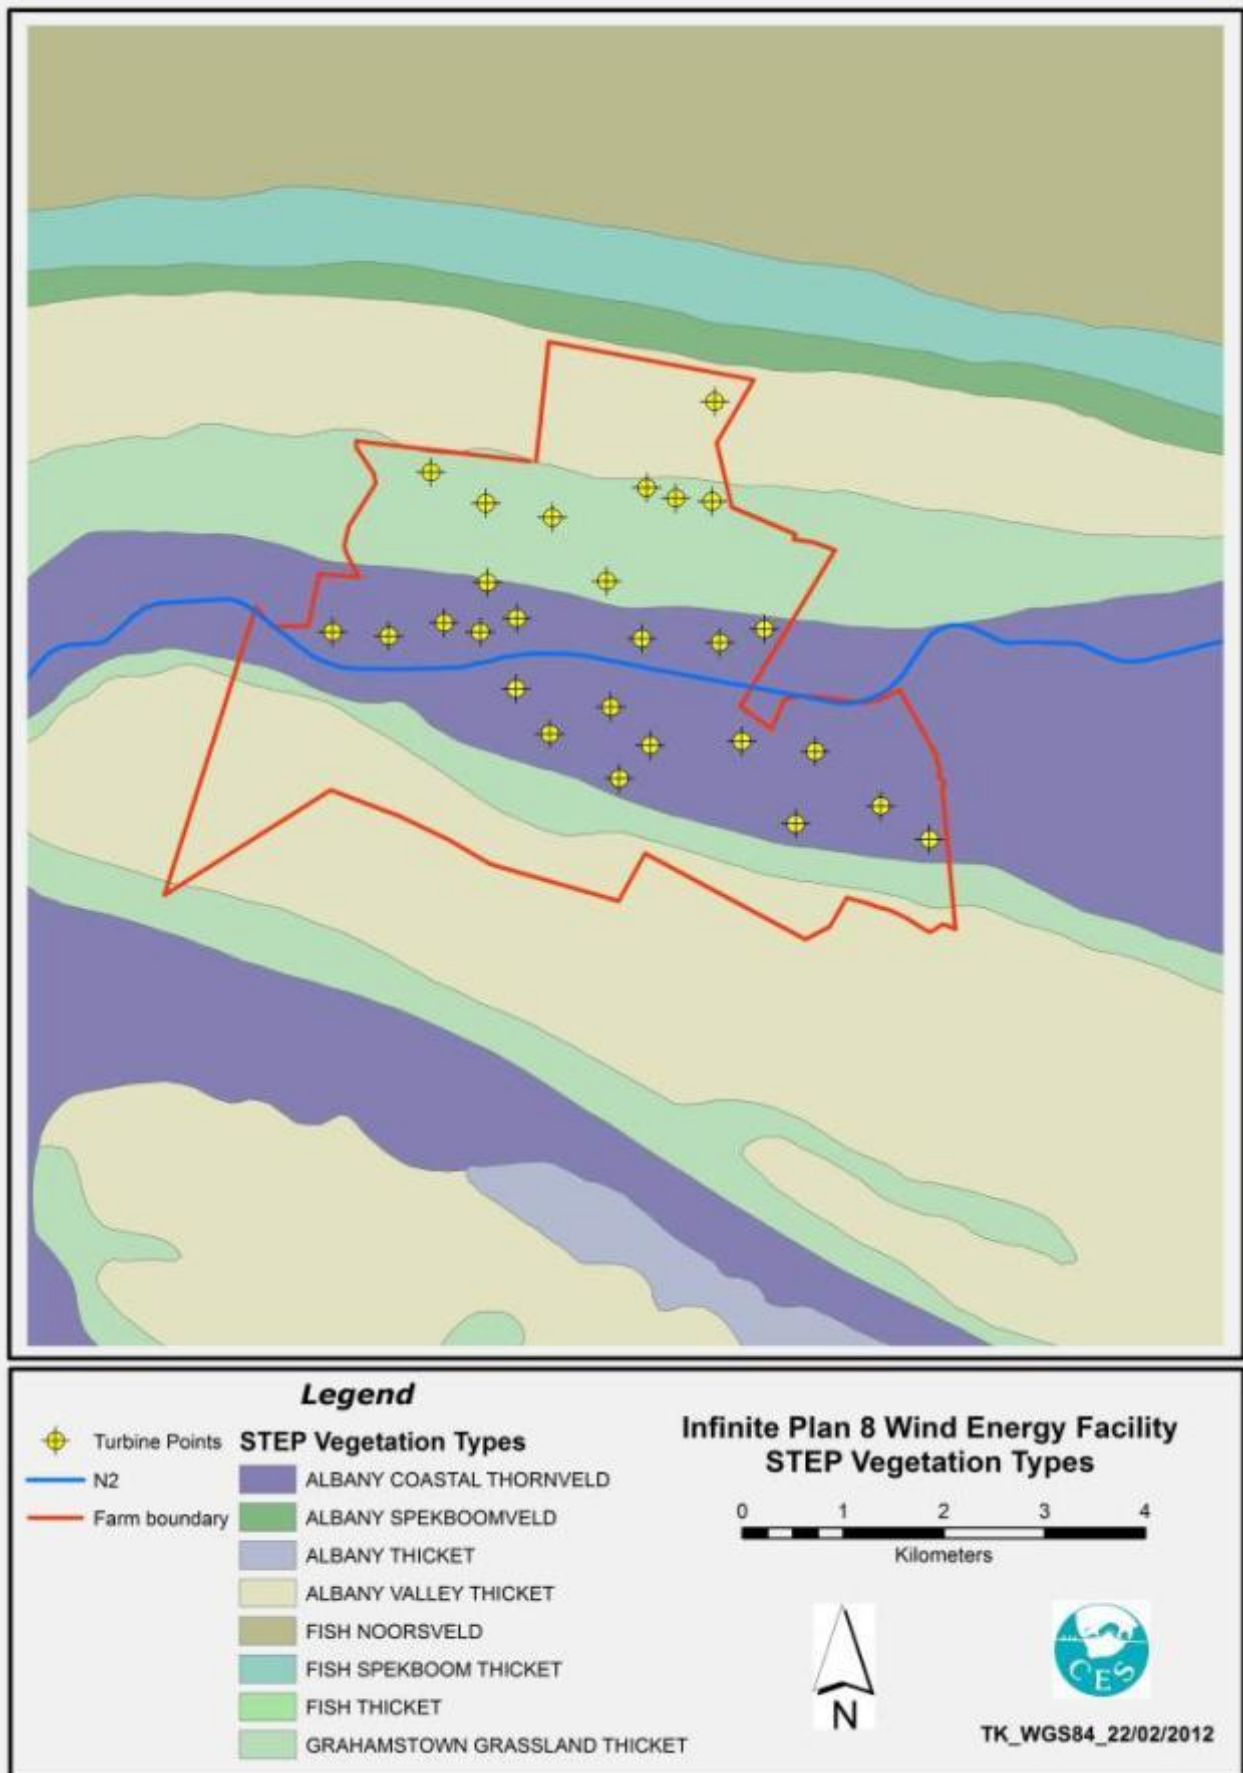 Legend
Turbine Points
N2
Farm boundary
STEP Vegetation Types
ALBANY COASTAL THORNVELD
ALBANY SPEKBOOMVELD
ALBANY THICKET
ALBANY VALLEY THICKET
FISH NOORSVELD
FISH SPEKBOOM THICKET
FISH THICKET
GRAHAMSTOWN GRASSLAND THICKET
Infinite Plan 8 Wind Energy Facility
STEP Vegetation Types
0 1 2 3 4
Kilometers
N
CES
TK_WGS84_22/02/2012